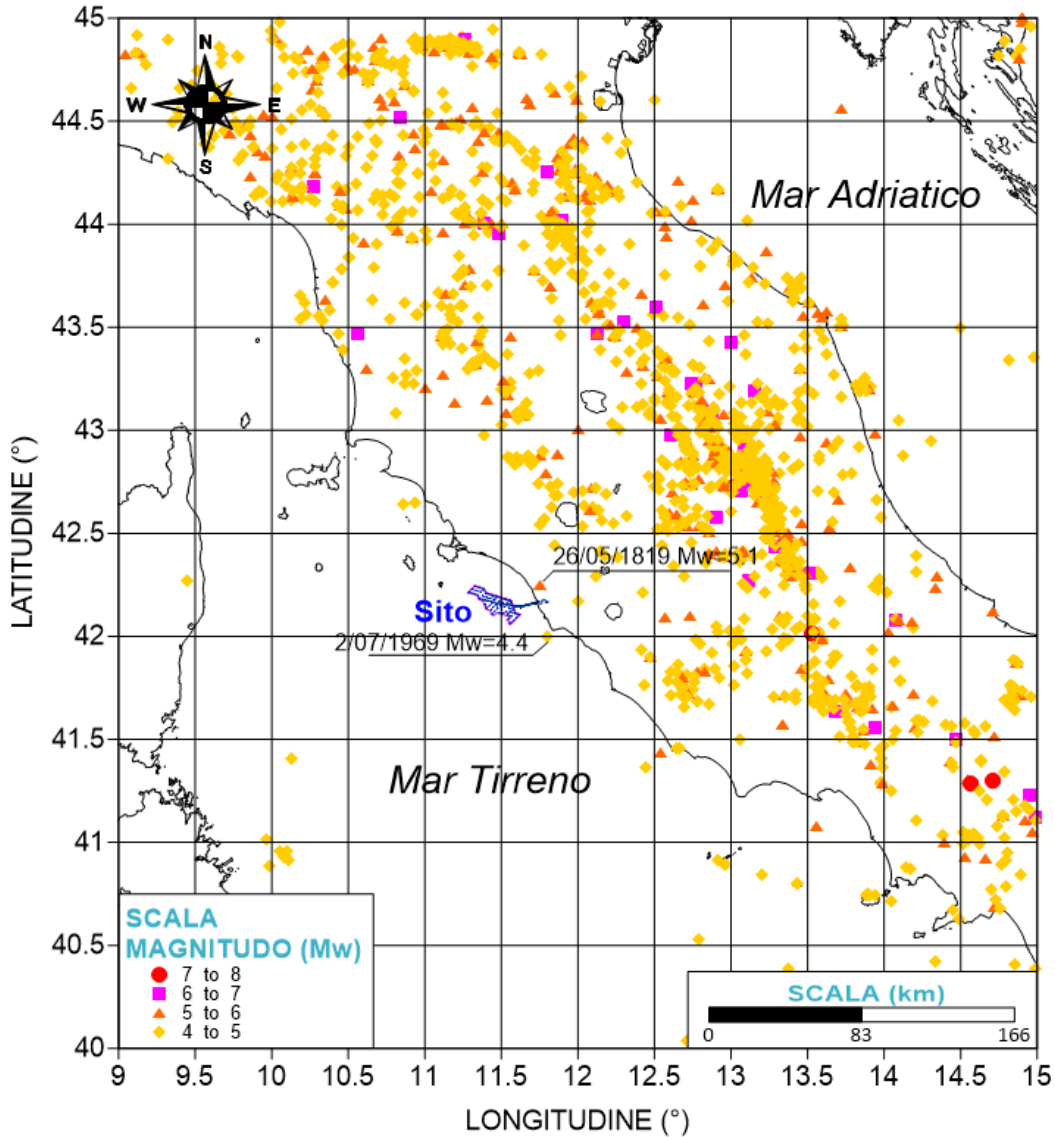 45
44.5
44
43.5
43
42.5
42
41.5
41
40.5
40
LATITUDINE (°)
N
W
E
S
Mar Adriatico
26/05/1819 Mw=5.1
Sito
2/07/1969 Mw=4.4
Mar Tirreno
SCALA
MAGNITUDO (Mw)
7 to 8
6 to 7
5 to 6
4 to 5
SCALA (km)
0 83 166
9 9.5 10 10.5 11 11.5 12 12.5 13 13.5 14 14.5 15
LONGITUDINE (°)